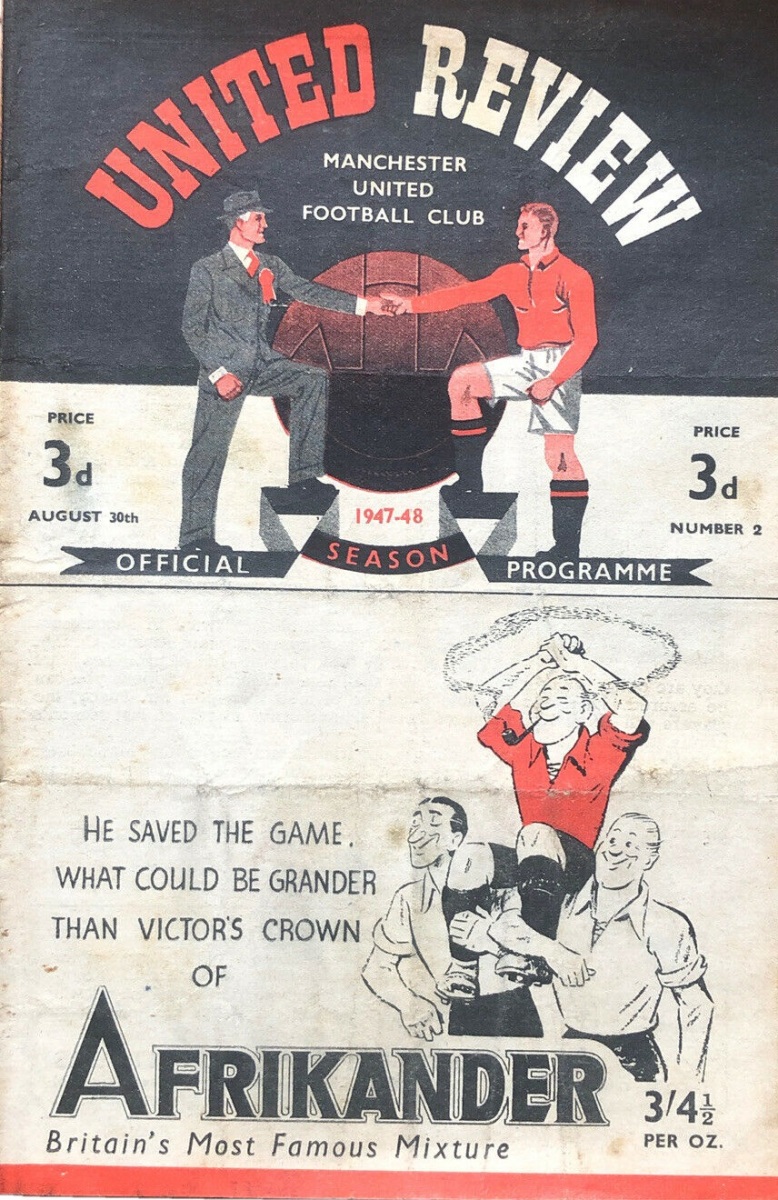 UNITED REVIEW
MANCHESTER
UNITED
FOOTBALL CLUB
PRICE
3d
AUGUST 30th
PRICE
3d
NUMBER 2
1947-48
OFFICIAL SEASON PROGRAMME
HE SAVED THE GAME.
WHAT COULD BE GRANDER
THAN VICTOR'S CROWN
OF
AFRIKANDER
Britain's Most Famous Mixture
3/4½
PER OZ.